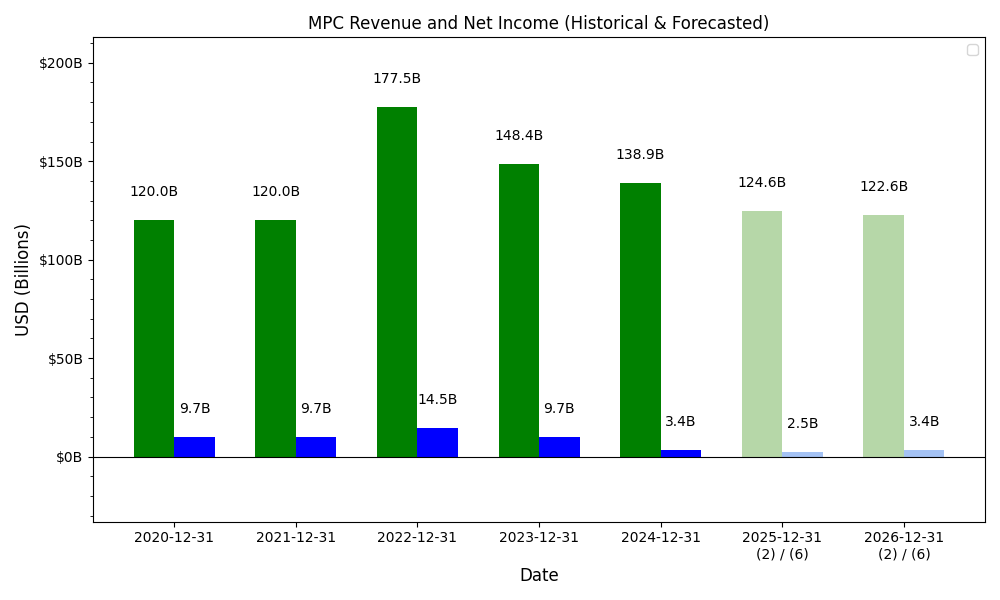 MPC Revenue and Net Income (Historical & Forecasted)
$200B
$150B
$100B
$50B
$0B
USD (Billions)
120.0B
9.7B
120.0B
9.7B
177.5B
14.5B
148.4B
9.7B
138.9B
3.4B
124.6B
2.5B
122.6B
3.4B
2020-12-31
2021-12-31
2022-12-31
2023-12-31
2024-12-31
2025-12-31
(2) / (6)
2026-12-31
(2) / (6)
Date